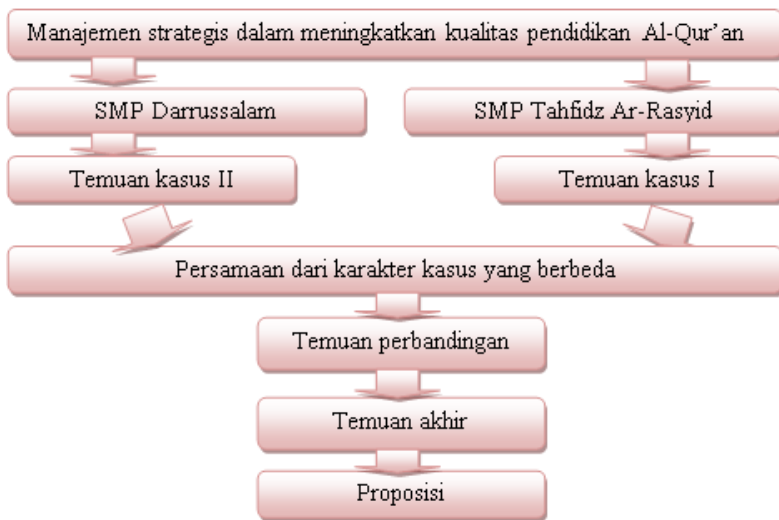 Manajemen strategis dalam meningkatkan kualitas pendidikan Al-Qur’an
SMP Darrussalam
SMP Tahfidz Ar-Rasyid
Temuan kasus II
Temuan kasus I
Persamaan dari karakter kasus yang berbeda
Temuan perbandingan
Temuan akhir
Proposisi